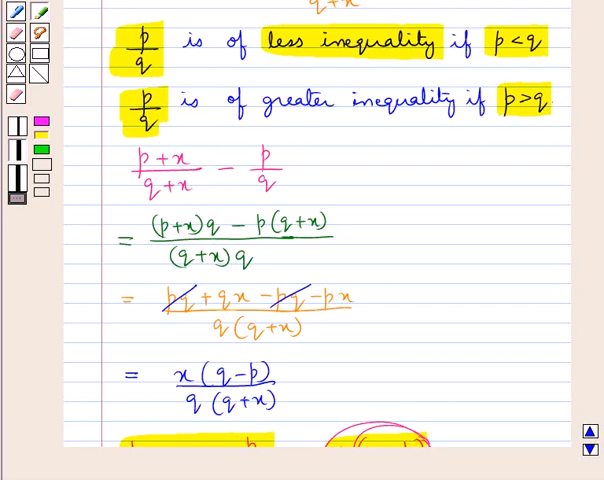 q+x
p/q is of less inequality if p<q
p/q is of greater inequality if p>q
(p+x)/(q+x) - p/q
= ((p+x)q - p(q+x))/((q+x)q)
= (pq + qx - pq - px)/(q(q+x))
= x(q-p)/(q(q+x))